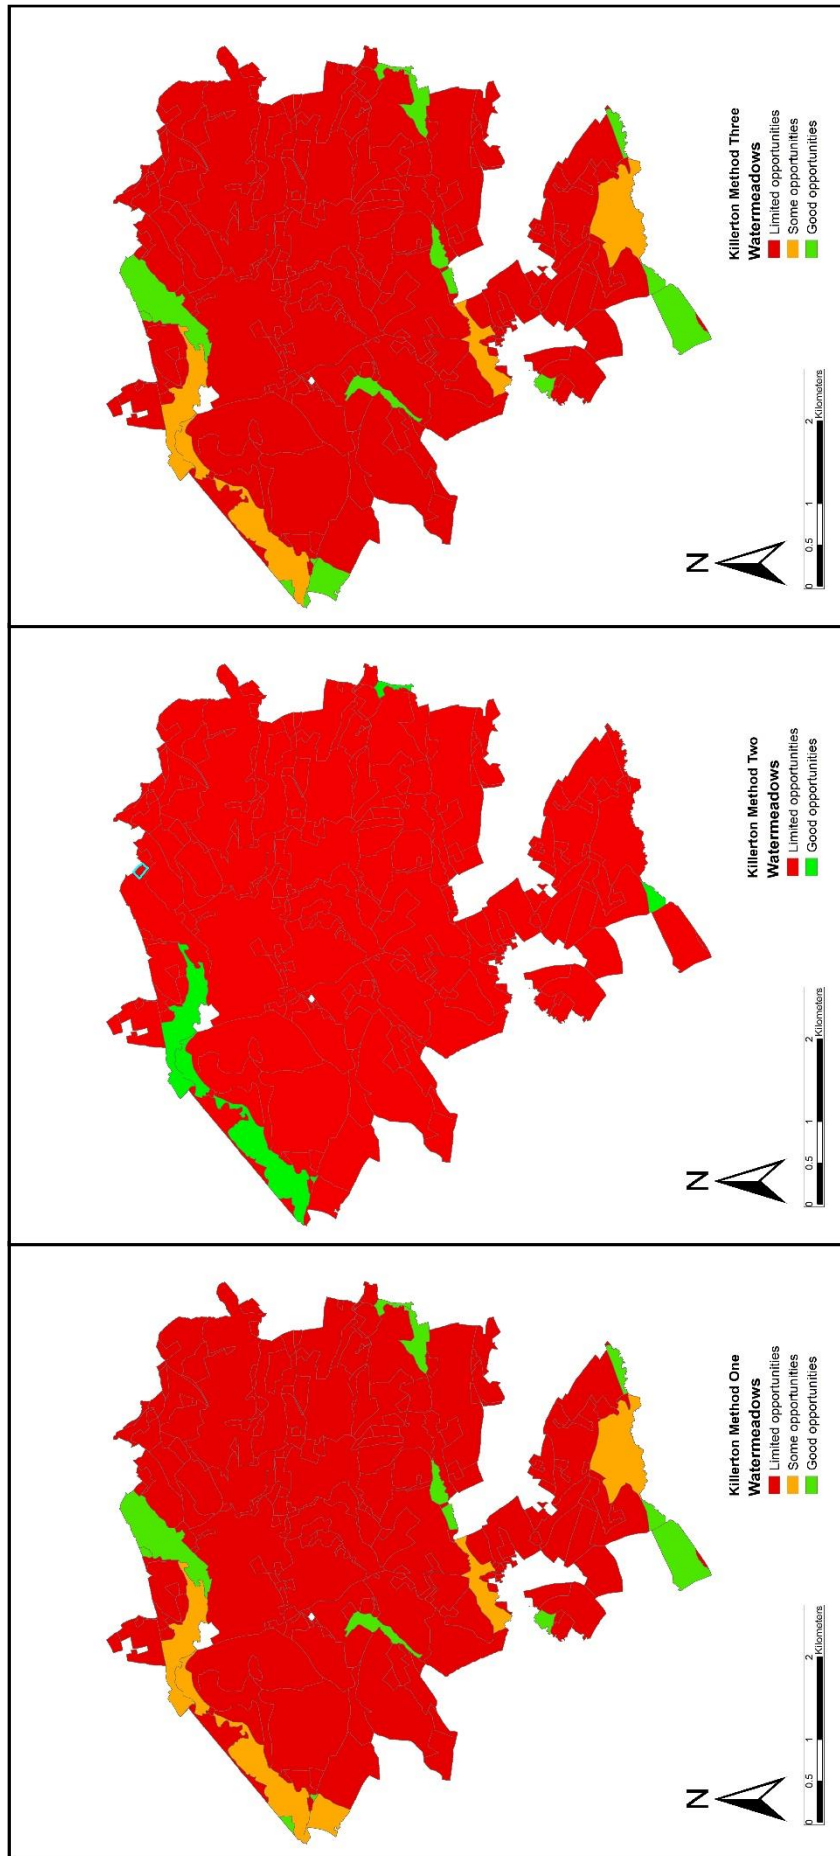 Killerton Method Three
Watermeadows
Limited opportunities
Some opportunities
Good opportunities
N
0 0.5 1 2
Kilometers
Killerton Method Two
Watermeadows
Limited opportunities
Good opportunities
N
0 0.5 1 2
Kilometers
Killerton Method One
Watermeadows
Limited opportunities
Some opportunities
Good opportunities
N
0 0.5 1 2
Kilometers